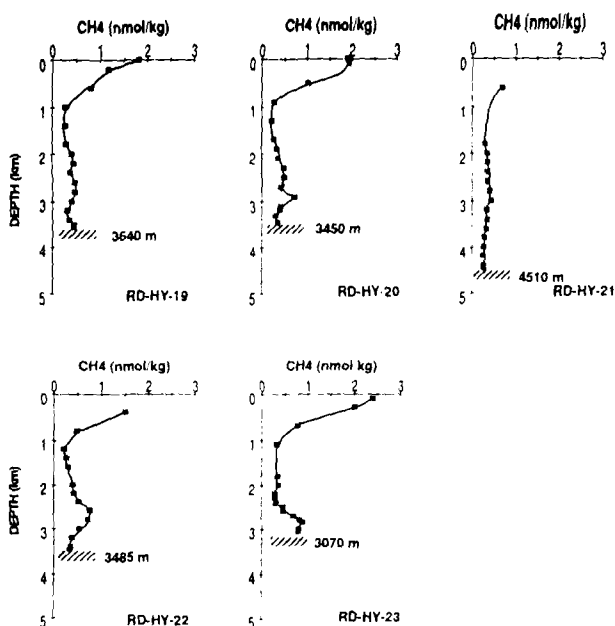 CH4 (nmol/kg)
CH4 (nmol/kg)
CH4 (nmol/kg)
0 1 2 3
0 1 2 3
0 1 2 3
DEPTH (km)
0
1
2
3
4
5
0
1
2
3
4
5
0
1
2
3
4
5
3640 m
3450 m
4510 m
RD-HY-19
RD-HY-20
RD-HY-21
CH4 (nmol/kg)
CH4 (nmol kg)
0 1 2 3
0 1 2 3
DEPTH (km)
0
1
2
3
4
5
0
1
2
3
4
5
3485 m
3070 m
RD-HY-22
RD-HY-23